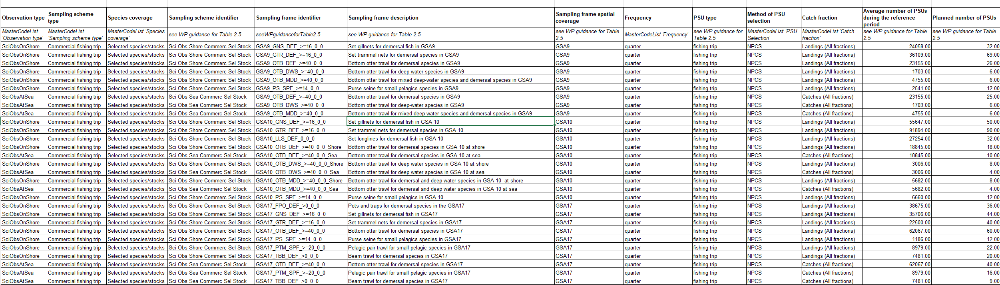 Observation type | Sampling scheme type | Species coverage | Sampling scheme identifier | Sampling frame identifier | Sampling frame description | Sampling frame spatial coverage | Frequency | PSU type | Method of PSU selection | Catch fraction | Average number of PSUs during the reference period | Planned number of PSUs
MasterCodeList 'Observation type' | MasterCodeList 'Sampling scheme type' | MasterCodeList 'Species coverage' | see WP guidance for Table 2.5 | seeWPguidanceforTable2.5 | see WP guidance for Table 2.5 | see WP guidance for Table 2.5 | MasterCodeList 'Frequency' | see WP guidance for Table 2.5 | MasterCodeList 'PSU Selection' | MasterCodeList 'Catch fraction' | see WP guidance for Table 2.5 | see WP guidance for Table 2.5
SciObsOnShore | Commercial fishing trip | Selected species/stocks | Sci Obs Shore Commerc Sel Stock | GSA9_GNS_DEF_>=16_0_0 | Set gillnets for demersal fish in GSA9 | GSA9 | quarter | fishing trip | NPCS | Landings (All fractions) | 24058.00 | 32.00
SciObsOnShore | Commercial fishing trip | Selected species/stocks | Sci Obs Shore Commerc Sel Stock | GSA9_GTR_DEF_>=16_0_0 | Set trammel nets for demersal species in GSA9 | GSA9 | quarter | fishing trip | NPCS | Landings (All fractions) | 36109.00 | 69.00
SciObsOnShore | Commercial fishing trip | Selected species/stocks | Sci Obs Shore Commerc Sel Stock | GSA9_OTB_DEF_>=40_0_0 | Bottom otter trawl for demersal species in GSA9 | GSA9 | quarter | fishing trip | NPCS | Landings (All fractions) | 23155.00 | 26.00
SciObsOnShore | Commercial fishing trip | Selected species/stocks | Sci Obs Shore Commerc Sel Stock | GSA9_OTB_DWS_>=40_0_0 | Bottom otter trawl for deep-water species in GSA9 | GSA9 | quarter | fishing trip | NPCS | Landings (All fractions) | 1703.00 | 6.00
SciObsOnShore | Commercial fishing trip | Selected species/stocks | Sci Obs Shore Commerc Sel Stock | GSA9_OTB_MDD_>=40_0_0 | Bottom otter trawl for mixed deep-water species and demersal species in GSA9 | GSA9 | quarter | fishing trip | NPCS | Landings (All fractions) | 4755.00 | 6.00
SciObsOnShore | Commercial fishing trip | Selected species/stocks | Sci Obs Shore Commerc Sel Stock | GSA9_PS_SPF_>=14_0_0 | Purse seine for small pelagics species in GSA9 | GSA9 | quarter | fishing trip | NPCS | Landings (All fractions) | 2541.00 | 12.00
SciObsAtSea | Commercial fishing trip | Selected species/stocks | Sci Obs Sea Commerc Sel Stock | GSA9_OTB_DEF_>=40_0_0 | Bottom otter trawl for demersal species in GSA9 | GSA9 | quarter | fishing trip | NPCS | Catches (All fractions) | 23155.00 | 25.00
SciObsAtSea | Commercial fishing trip | Selected species/stocks | Sci Obs Sea Commerc Sel Stock | GSA9_OTB_DWS_>=40_0_0 | Bottom otter trawl for deep-water species in GSA9 | GSA9 | quarter | fishing trip | NPCS | Catches (All fractions) | 1703.00 | 6.00
SciObsAtSea | Commercial fishing trip | Selected species/stocks | Sci Obs Sea Commerc Sel Stock | GSA9_OTB_MDD_>=40_0_0 | Bottom otter trawl for mixed deep-water species and demersal species in GSA9 | GSA9 | quarter | fishing trip | NPCS | Catches (All fractions) | 4755.00 | 6.00
SciObsOnShore | Commercial fishing trip | Selected species/stocks | Sci Obs Shore Commerc Sel Stock | GSA10_GNS_DEF_>=16_0_0 | Set gillnets for demersal fish in GSA 10 | GSA10 | quarter | fishing trip | NPCS | Landings (All fractions) | 55647.00 | 50.00
SciObsOnShore | Commercial fishing trip | Selected species/stocks | Sci Obs Shore Commerc Sel Stock | GSA10_GTR_DEF_>=16_0_0 | Set trammel nets for demersal species in GSA 10 | GSA10 | quarter | fishing trip | NPCS | Landings (All fractions) | 91894.00 | 90.00
SciObsOnShore | Commercial fishing trip | Selected species/stocks | Sci Obs Shore Commerc Sel Stock | GSA10_LLS_DEF_0_0_0 | Set longlines for demersal fish in GSA 10 | GSA10 | quarter | fishing trip | NPCS | Landings (All fractions) | 27254.00 | 32.00
SciObsOnShore | Commercial fishing trip | Selected species/stocks | Sci Obs Shore Commerc Sel Stock | GSA10_OTB_DEF_>=40_0_0_Shore | Bottom otter trawl for demersal species in GSA 10 at shore | GSA10 | quarter | fishing trip | NPCS | Landings (All fractions) | 18845.00 | 18.00
SciObsAtSea | Commercial fishing trip | Selected species/stocks | Sci Obs Sea Commerc Sel Stock | GSA10_OTB_DEF_>=40_0_0_Sea | Bottom otter trawl for demersal species in GSA 10 at sea | GSA10 | quarter | fishing trip | NPCS | Catches (All fractions) | 18845.00 | 10.00
SciObsOnShore | Commercial fishing trip | Selected species/stocks | Sci Obs Shore Commerc Sel Stock | GSA10_OTB_DWS_>=40_0_0_Shore | Bottom otter trawl for deep water species in GSA 10 at shore | GSA10 | quarter | fishing trip | NPCS | Landings (All fractions) | 3006.00 | 8.00
SciObsAtSea | Commercial fishing trip | Selected species/stocks | Sci Obs Sea Commerc Sel Stock | GSA10_OTB_DWS_>=40_0_0_Sea | Bottom otter trawl for deep water species in GSA 10 at sea | GSA10 | quarter | fishing trip | NPCS | Catches (All fractions) | 3006.00 | 4.00
SciObsOnShore | Commercial fishing trip | Selected species/stocks | Sci Obs Shore Commerc Sel Stock | GSA10_OTB_MDD_>=40_0_0_Shore | Bottom otter trawl for demersal and deep water species in GSA 10  at shore | GSA10 | quarter | fishing trip | NPCS | Landings (All fractions) | 5682.00 | 8.00
SciObsAtSea | Commercial fishing trip | Selected species/stocks | Sci Obs Sea Commerc Sel Stock | GSA10_OTB_MDD_>=40_0_0_Sea | Bottom otter trawl for demersal and deep water species in GSA 10 at sea | GSA10 | quarter | fishing trip | NPCS | Catches (All fractions) | 5682.00 | 4.00
SciObsOnShore | Commercial fishing trip | Selected species/stocks | Sci Obs Shore Commerc Sel Stock | GSA10_PS_SPF_>=14_0_0 | Purse seine for small pelagics in GSA 10 | GSA10 | quarter | fishing trip | NPCS | Landings (All fractions) | 6660.00 | 12.00
SciObsOnShore | Commercial fishing trip | Selected species/stocks | Sci Obs Shore Commerc Sel Stock | GSA17_FPO_DEF_>0_0_0 | Pots and traps for demersal species in the GSA17 | GSA17 | quarter | fishing trip | NPCS | Landings (All fractions) | 38675.00 | 36.00
SciObsOnShore | Commercial fishing trip | Selected species/stocks | Sci Obs Shore Commerc Sel Stock | GSA17_GNS_DEF_>=16_0_0 | Set gillnets for demersal fish in GSA17 | GSA17 | quarter | fishing trip | NPCS | Landings (All fractions) | 35706.00 | 44.00
SciObsOnShore | Commercial fishing trip | Selected species/stocks | Sci Obs Shore Commerc Sel Stock | GSA17_GTR_DEF_>=16_0_0 | Set trammel nets for demersal species in GSA17 | GSA17 | quarter | fishing trip | NPCS | Landings (All fractions) | 22500.00 | 40.00
SciObsOnShore | Commercial fishing trip | Selected species/stocks | Sci Obs Shore Commerc Sel Stock | GSA17_OTB_DEF_>=40_0_0 | Bottom otter trawl for demersal species in GSA17 | GSA17 | quarter | fishing trip | NPCS | Landings (All fractions) | 62067.00 | 60.00
SciObsOnShore | Commercial fishing trip | Selected species/stocks | Sci Obs Shore Commerc Sel Stock | GSA17_PS_SPF_>=14_0_0 | Purse seine for small pelagics species in GSA17 | GSA17 | quarter | fishing trip | NPCS | Landings (All fractions) | 1186.00 | 12.00
SciObsOnShore | Commercial fishing trip | Selected species/stocks | Sci Obs Shore Commerc Sel Stock | GSA17_PTM_SPF_>=20_0_0 | Pelagic pair trawl for small pelagic species in GSA17 | GSA17 | quarter | fishing trip | NPCS | Landings (All fractions) | 8979.00 | 22.00
SciObsOnShore | Commercial fishing trip | Selected species/stocks | Sci Obs Shore Commerc Sel Stock | GSA17_TBB_DEF_>0_0_0 | Beam trawl for demersal species in GSA17 | GSA17 | quarter | fishing trip | NPCS | Landings (All fractions) | 7481.00 | 20.00
SciObsAtSea | Commercial fishing trip | Selected species/stocks | Sci Obs Sea Commerc Sel Stock | GSA17_OTB_DEF_>=40_0_0 | Bottom otter trawl for demersal species in GSA17 | GSA17 | quarter | fishing trip | NPCS | Catches (All fractions) | 62067.00 | 40.00
SciObsAtSea | Commercial fishing trip | Selected species/stocks | Sci Obs Sea Commerc Sel Stock | GSA17_PTM_SPF_>=20_0_0 | Pelagic pair trawl for small pelagic species in GSA17 | GSA17 | quarter | fishing trip | NPCS | Catches (All fractions) | 8979.00 | 16.00
SciObsAtSea | Commercial fishing trip | Selected species/stocks | Sci Obs Sea Commerc Sel Stock | GSA17_TBB_DEF_>0_0_0 | Beam trawl for demersal species in GSA17 | GSA17 | quarter | fishing trip | NPCS | Catches (All fractions) | 7481.00 | 9.00